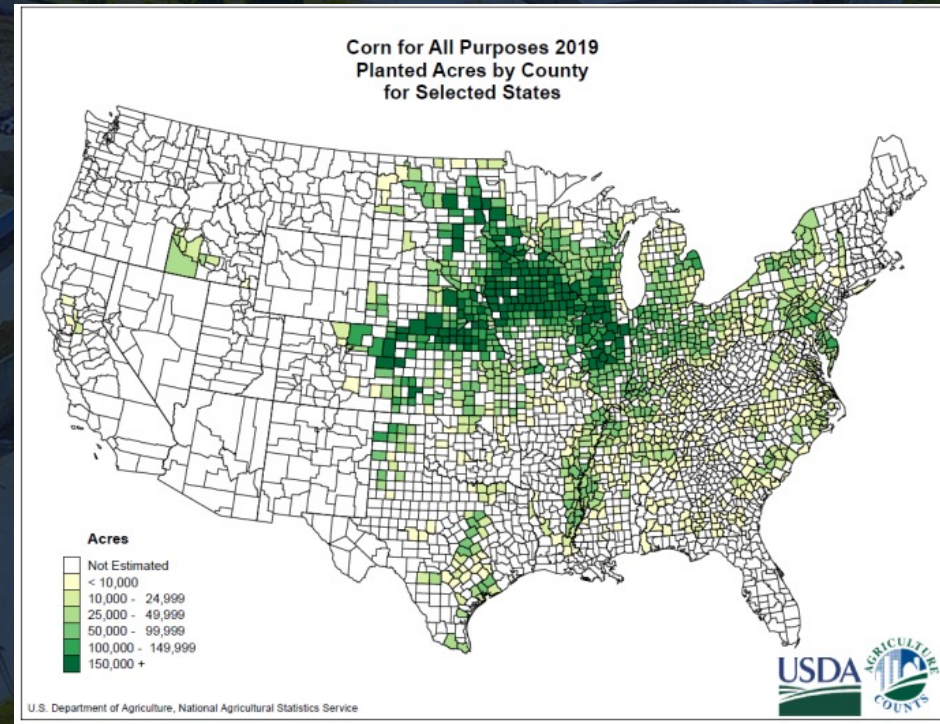 Corn for All Purposes 2019
Planted Acres by County
for Selected States
Acres
Not Estimated
< 10,000
10,000 - 24,999
25,000 - 49,999
50,000 - 99,999
100,000 - 149,999
150,000 +
USDA
AGRICULTURE
COUNTS
U.S. Department of Agriculture, National Agricultural Statistics Service